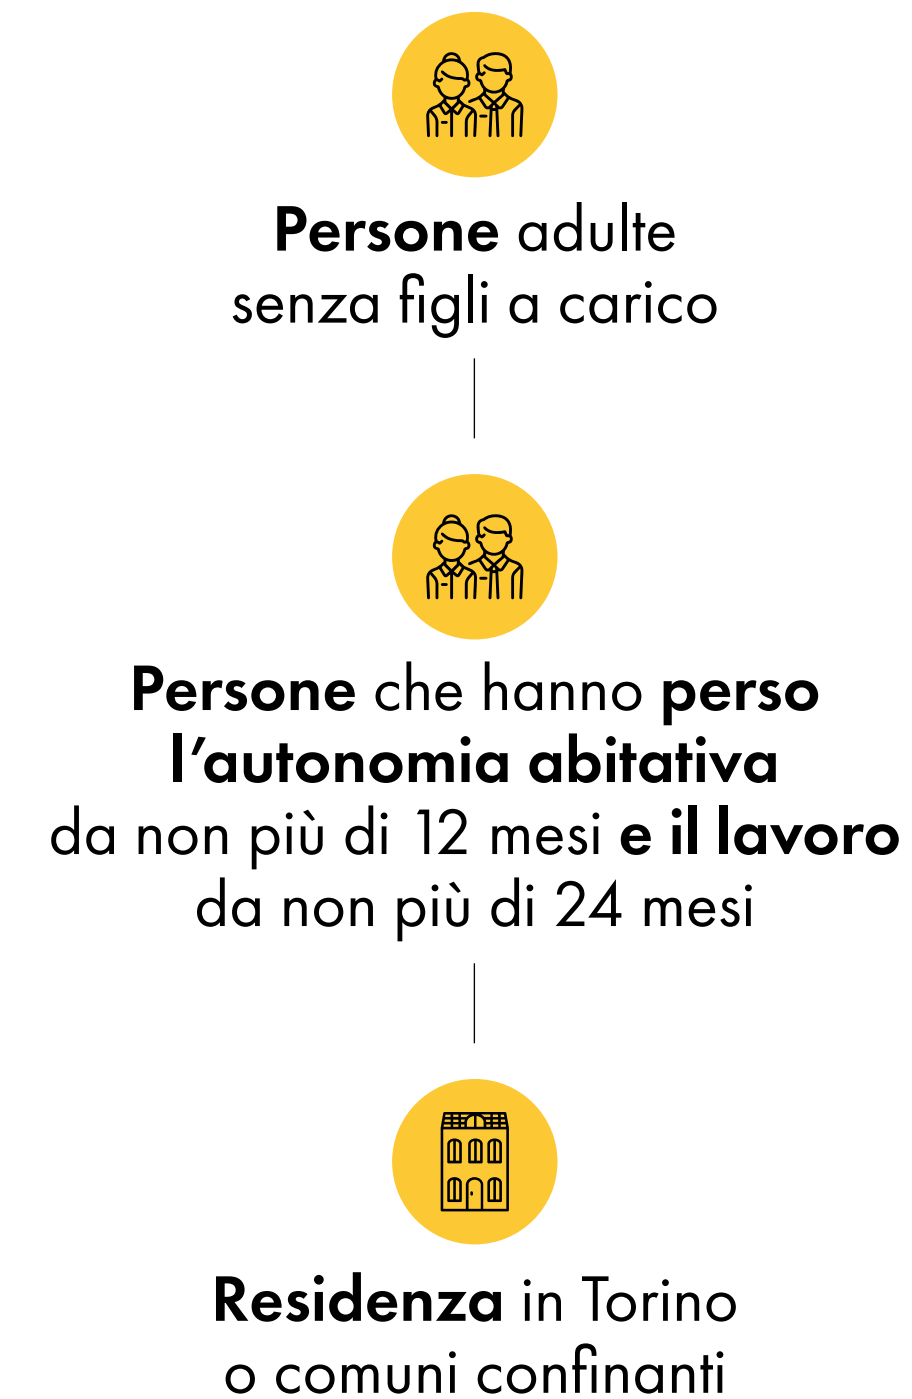 Persone adulte
senza figli a carico
Persone che hanno perso
l’autonomia abitativa
da non più di 12 mesi e il lavoro
da non più di 24 mesi
Residenza in Torino
o comuni confinanti